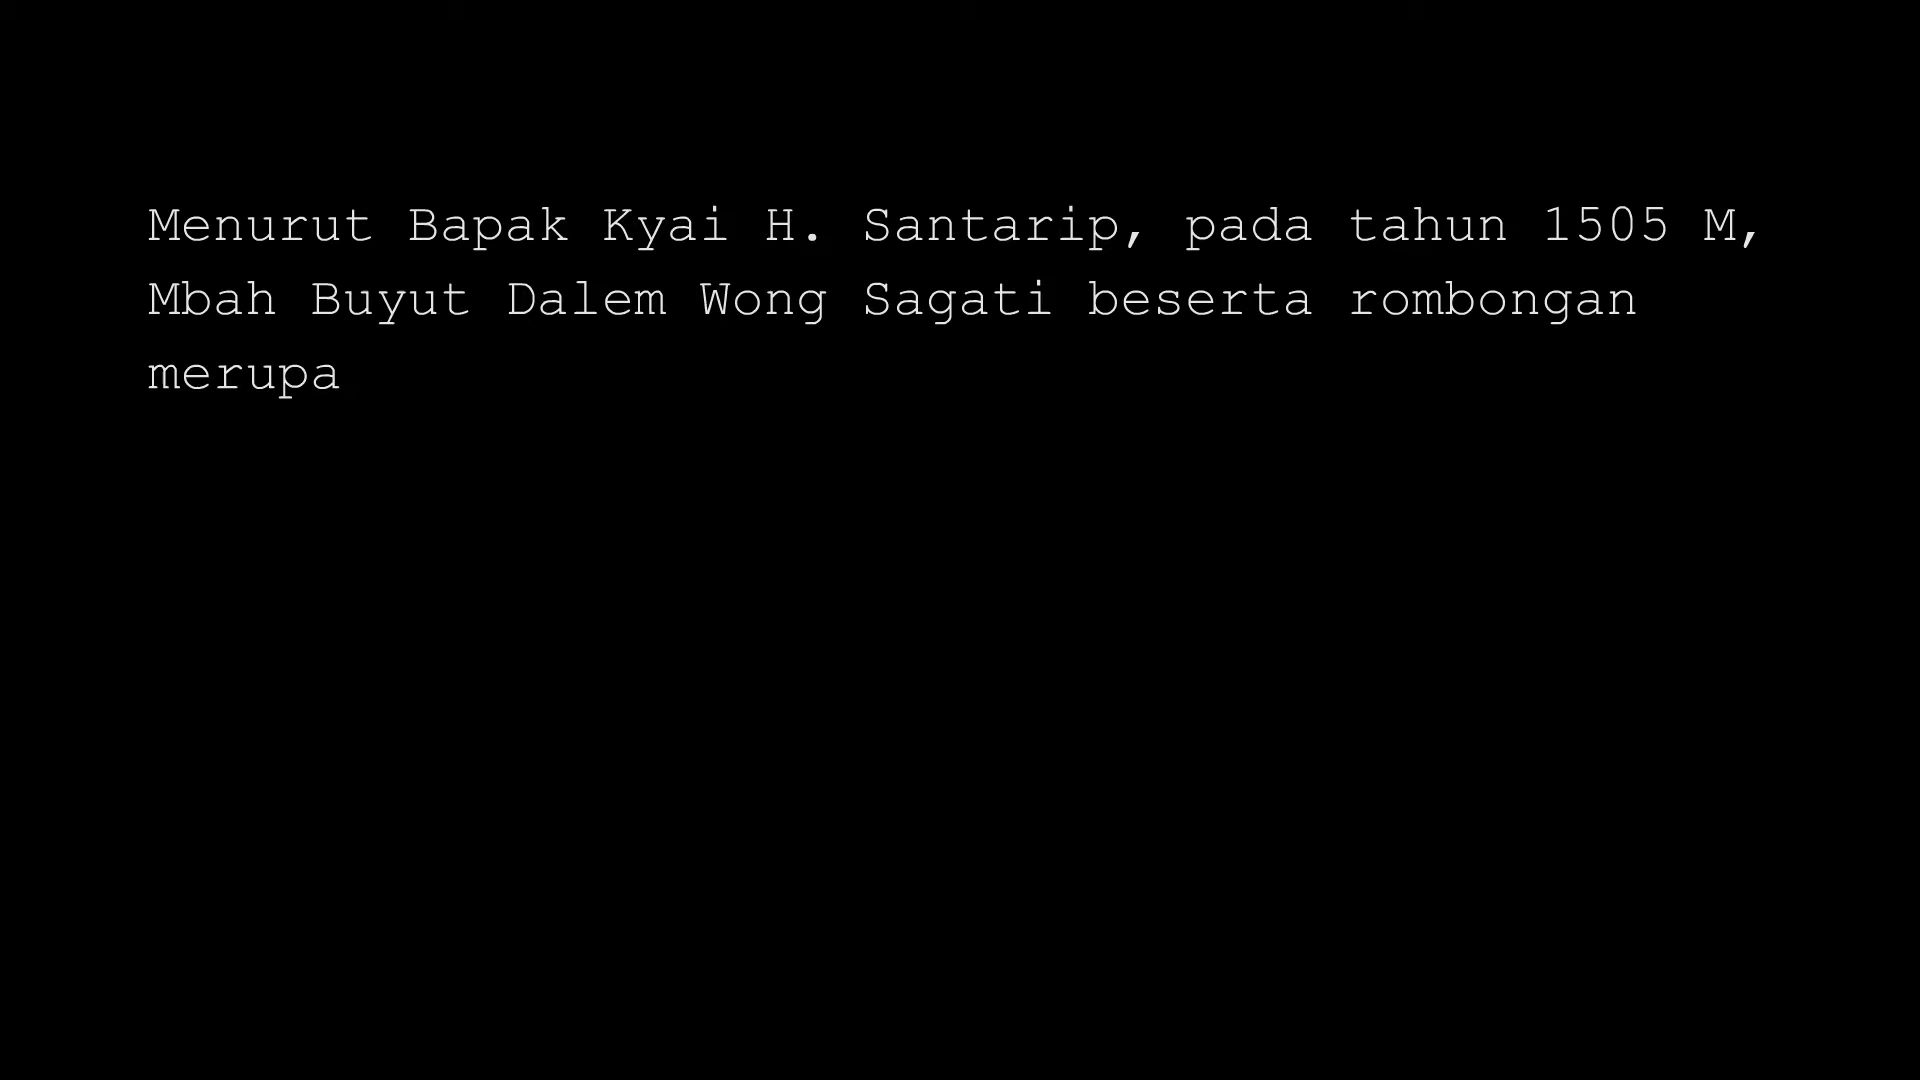 Menurut Bapak Kyai H. Santarip, pada tahun 1505 M,
Mbah Buyut Dalem Wong Sagati beserta rombongan
merupa